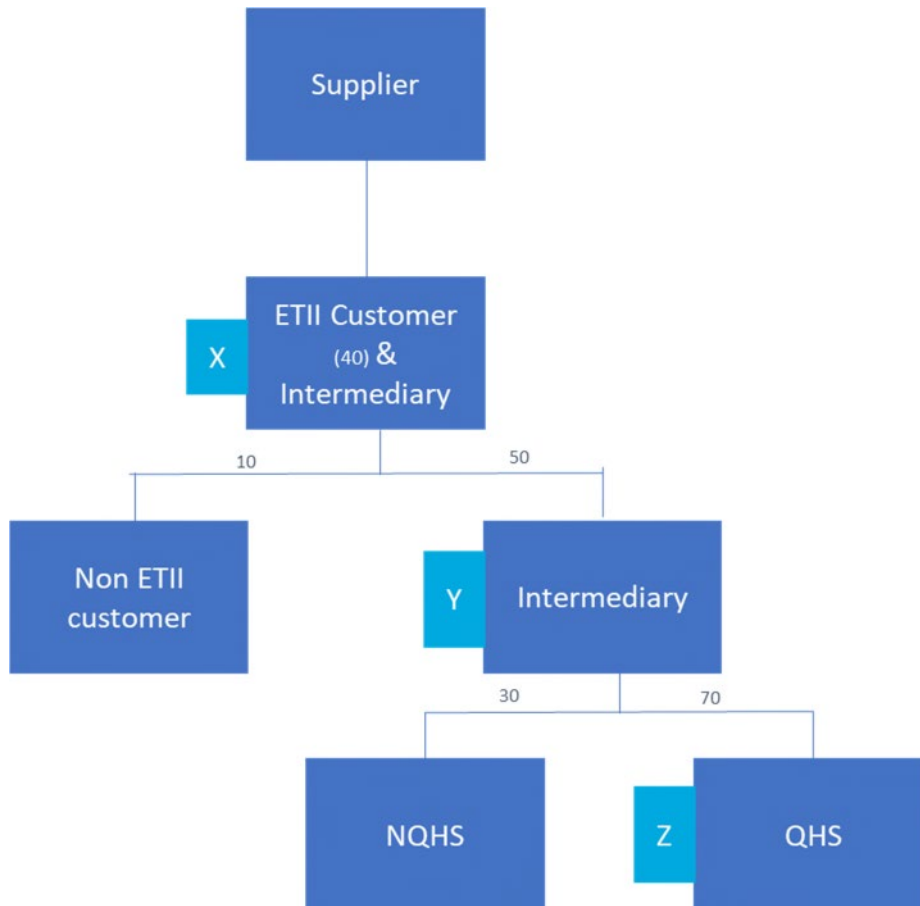 Supplier
X
ETII Customer
(40) &
Intermediary
10
50
Non ETII
customer
Y
Intermediary
30
70
NQHS
Z
QHS